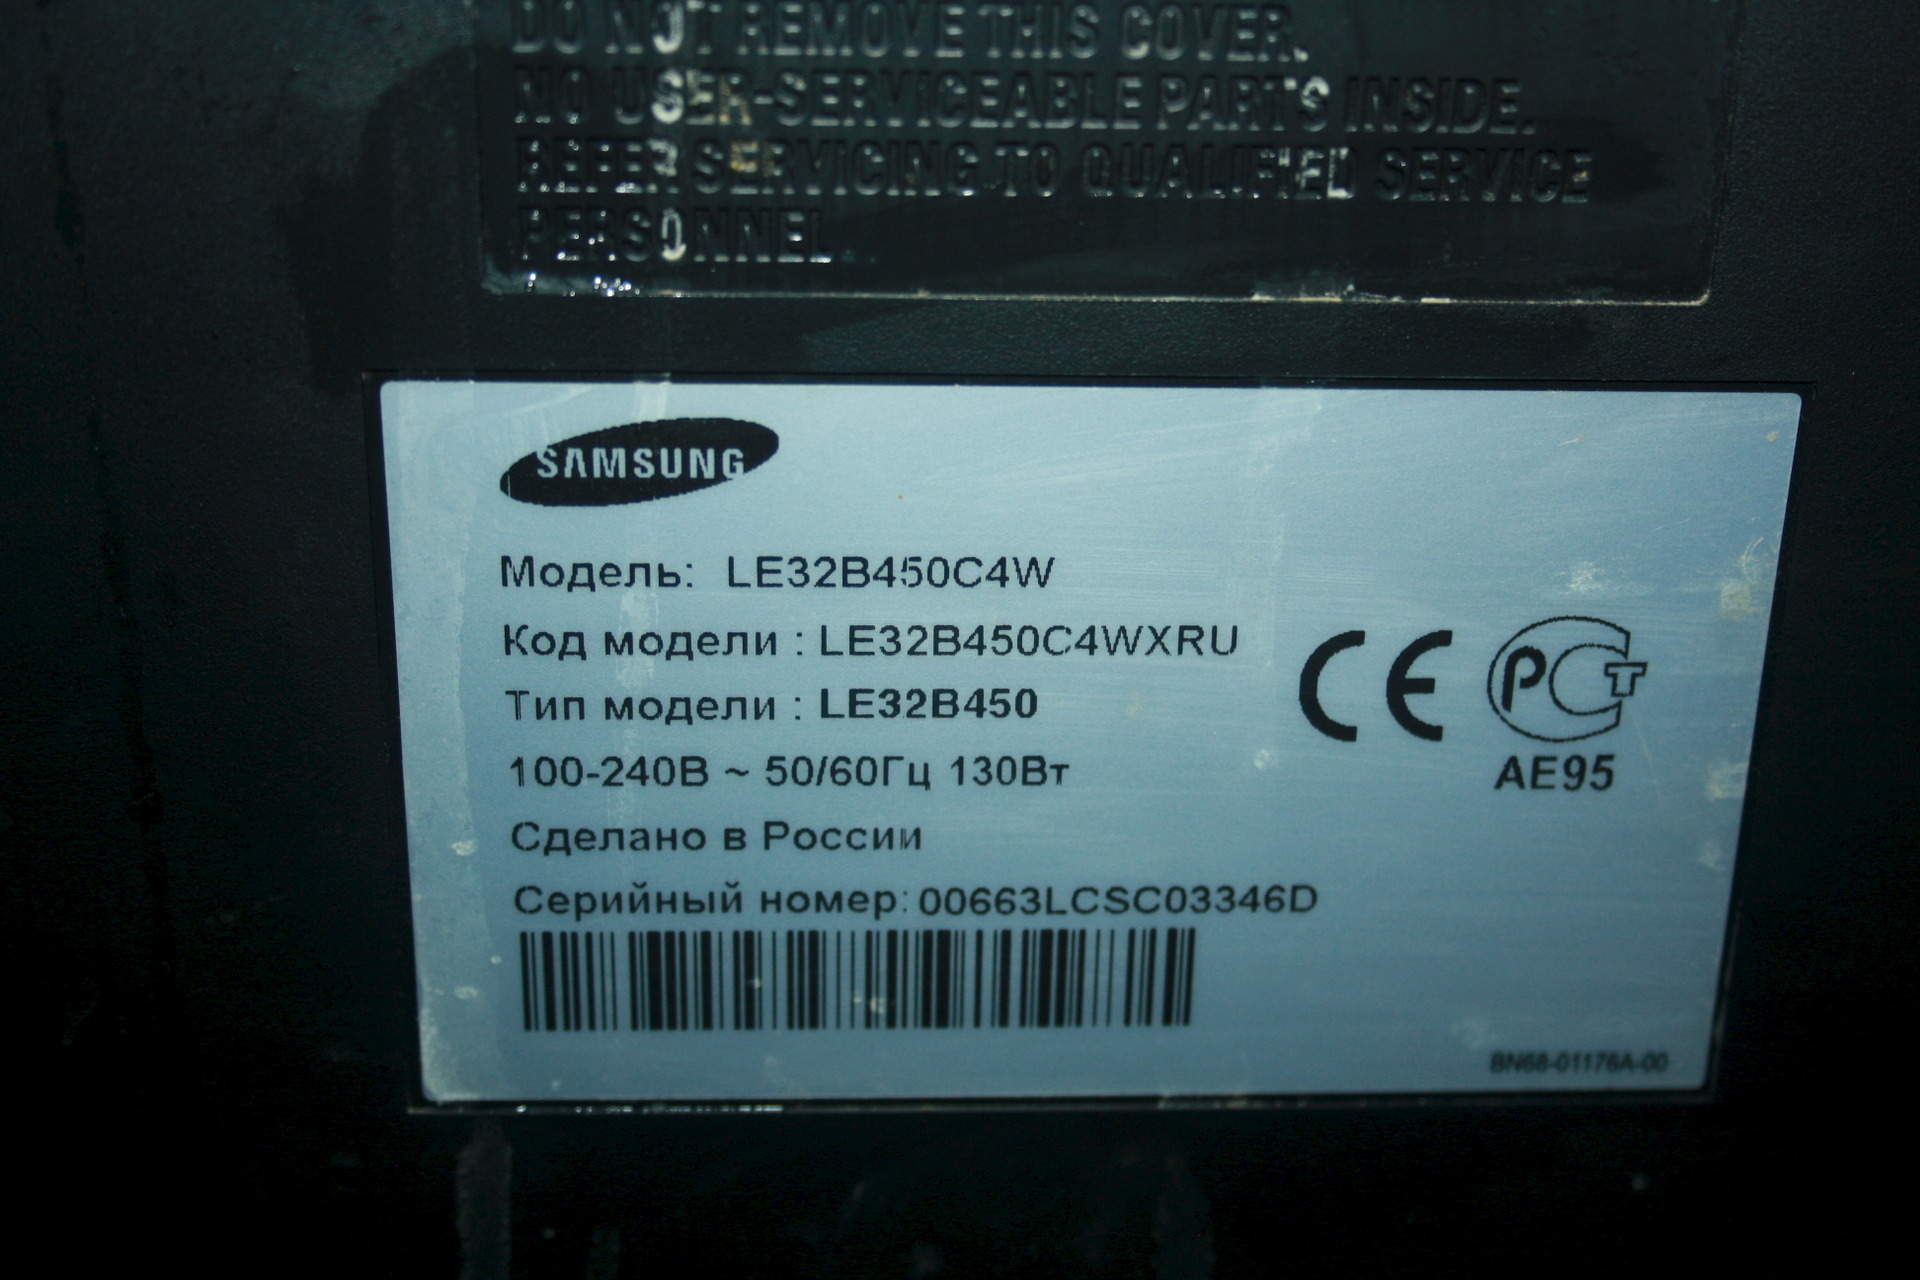 DO NOT REMOVE THIS COVER.
NO USER-SERVICEABLE PARTS INSIDE.
REFER SERVICING TO QUALIFIED SERVICE
PERSONNEL.
SAMSUNG
Модель: LE32B450C4W
Код модели : LE32B450C4WXRU
Тип модели : LE32B450
100-240В ~ 50/60Гц 130Вт
Сделано в России
Серийный номер: 00663LCSC03346D
CE
РСТ
АЕ95
BN68-01176A-00